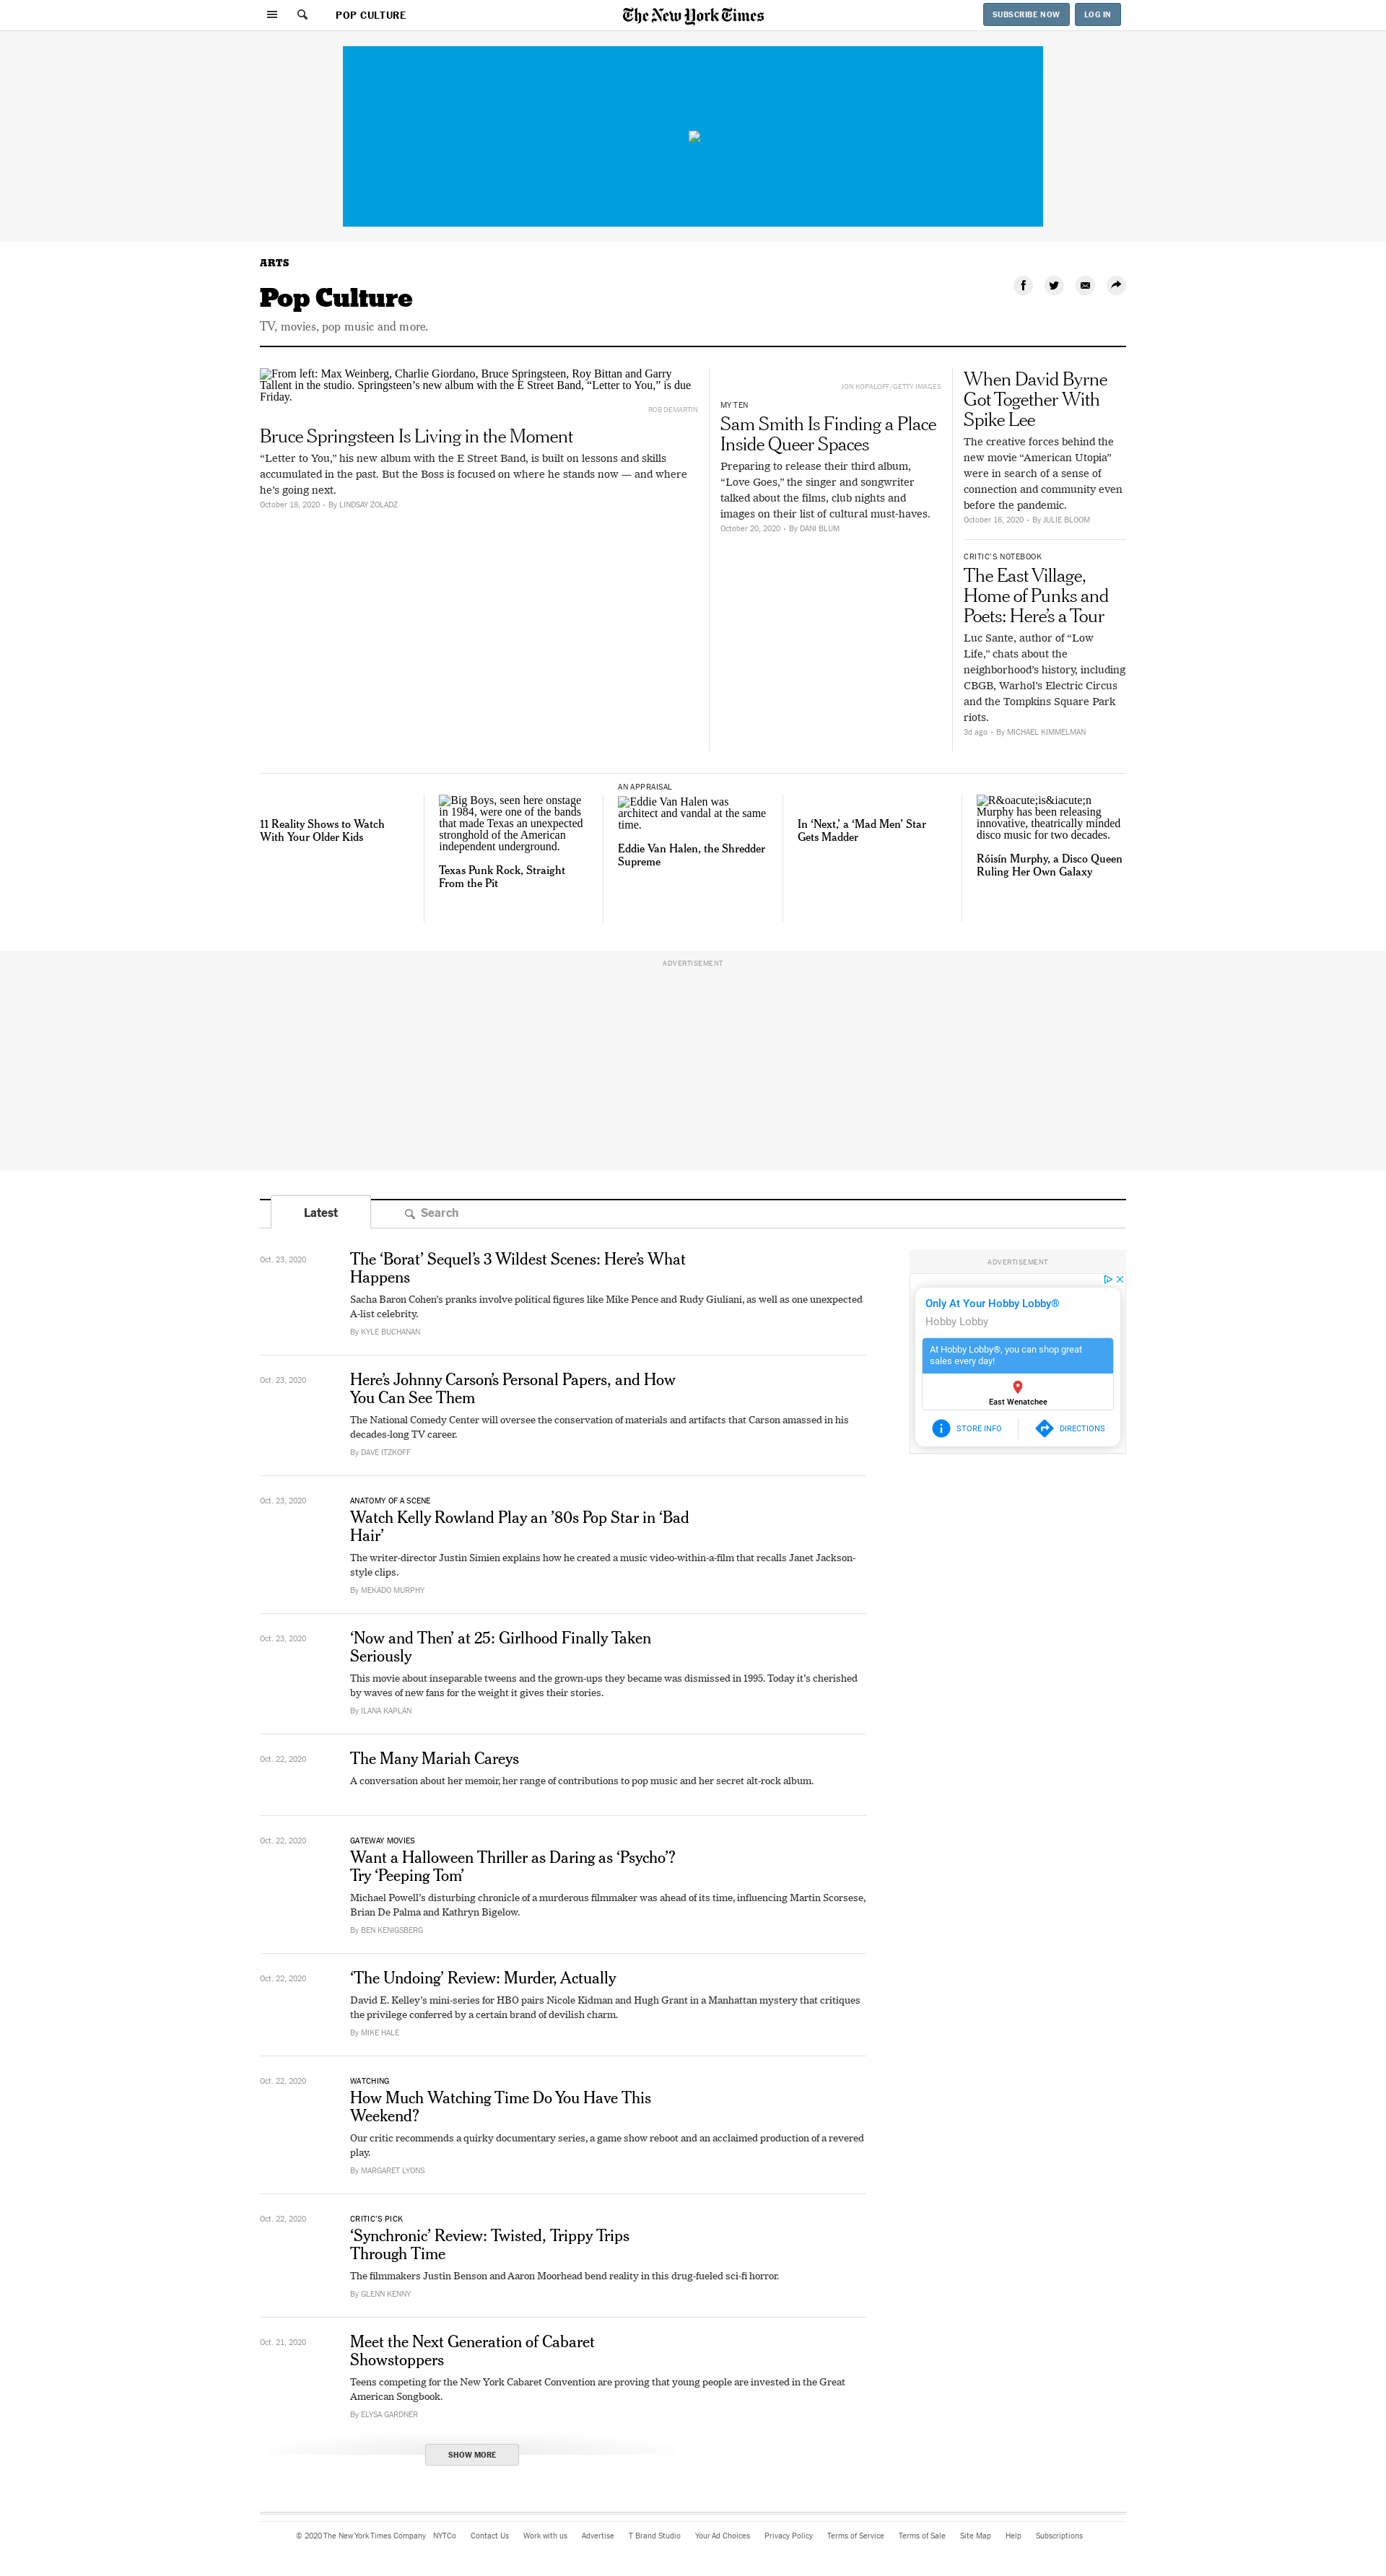 POP CULTURE
The New York Times
SUBSCRIBE NOW
LOG IN
ARTS
Pop Culture
TV, movies, pop music and more.
From left: Max Weinberg, Charlie Giordano, Bruce Springsteen, Roy Bittan and Garry
Tallent in the studio. Springsteen’s new album with the E Street Band, “Letter to You,” is due
Friday.
ROB DEMARTIN
Bruce Springsteen Is Living in the Moment
“Letter to You,” his new album with the E Street Band, is built on lessons and skills
accumulated in the past. But the Boss is focused on where he stands now — and where
he’s going next.
October 18, 2020 • By LINDSAY ZOLADZ
JON KOPALOFF/GETTY IMAGES
MY TEN
Sam Smith Is Finding a Place
Inside Queer Spaces
Preparing to release their third album,
“Love Goes,” the singer and songwriter
talked about the films, club nights and
images on their list of cultural must-haves.
October 20, 2020 • By DANI BLUM
When David Byrne
Got Together With
Spike Lee
The creative forces behind the
new movie “American Utopia”
were in search of a sense of
connection and community even
before the pandemic.
October 16, 2020 • By JULIE BLOOM
CRITIC’S NOTEBOOK
The East Village,
Home of Punks and
Poets: Here’s a Tour
Luc Sante, author of “Low
Life,” chats about the
neighborhood’s history, including
CBGB, Warhol’s Electric Circus
and the Tompkins Square Park
riots.
3d ago • By MICHAEL KIMMELMAN
11 Reality Shows to Watch
With Your Older Kids
Big Boys, seen here onstage
in 1984, were one of the bands
that made Texas an unexpected
stronghold of the American
independent underground.
Texas Punk Rock, Straight
From the Pit
AN APPRAISAL
Eddie Van Halen was
architect and vandal at the same
time.
Eddie Van Halen, the Shredder
Supreme
In ‘Next,’ a ‘Mad Men’ Star
Gets Madder
R&oacute;is&iacute;n
Murphy has been releasing
innovative, theatrically minded
disco music for two decades.
Róisín Murphy, a Disco Queen
Ruling Her Own Galaxy
ADVERTISEMENT
Latest
Search
Oct. 23, 2020
The ‘Borat’ Sequel’s 3 Wildest Scenes: Here’s What
Happens
Sacha Baron Cohen’s pranks involve political figures like Mike Pence and Rudy Giuliani, as well as one unexpected
A-list celebrity.
By KYLE BUCHANAN
Oct. 23, 2020
Here’s Johnny Carson’s Personal Papers, and How
You Can See Them
The National Comedy Center will oversee the conservation of materials and artifacts that Carson amassed in his
decades-long TV career.
By DAVE ITZKOFF
Oct. 23, 2020
ANATOMY OF A SCENE
Watch Kelly Rowland Play an ’80s Pop Star in ‘Bad
Hair’
The writer-director Justin Simien explains how he created a music video-within-a-film that recalls Janet Jackson-
style clips.
By MEKADO MURPHY
Oct. 23, 2020
‘Now and Then’ at 25: Girlhood Finally Taken
Seriously
This movie about inseparable tweens and the grown-ups they became was dismissed in 1995. Today it’s cherished
by waves of new fans for the weight it gives their stories.
By ILANA KAPLAN
Oct. 22, 2020
The Many Mariah Careys
A conversation about her memoir, her range of contributions to pop music and her secret alt-rock album.
Oct. 22, 2020
GATEWAY MOVIES
Want a Halloween Thriller as Daring as ‘Psycho’?
Try ‘Peeping Tom’
Michael Powell’s disturbing chronicle of a murderous filmmaker was ahead of its time, influencing Martin Scorsese,
Brian De Palma and Kathryn Bigelow.
By BEN KENIGSBERG
Oct. 22, 2020
‘The Undoing’ Review: Murder, Actually
David E. Kelley’s mini-series for HBO pairs Nicole Kidman and Hugh Grant in a Manhattan mystery that critiques
the privilege conferred by a certain brand of devilish charm.
By MIKE HALE
Oct. 22, 2020
WATCHING
How Much Watching Time Do You Have This
Weekend?
Our critic recommends a quirky documentary series, a game show reboot and an acclaimed production of a revered
play.
By MARGARET LYONS
Oct. 22, 2020
CRITIC’S PICK
‘Synchronic’ Review: Twisted, Trippy Trips
Through Time
The filmmakers Justin Benson and Aaron Moorhead bend reality in this drug-fueled sci-fi horror.
By GLENN KENNY
Oct. 21, 2020
Meet the Next Generation of Cabaret
Showstoppers
Teens competing for the New York Cabaret Convention are proving that young people are invested in the Great
American Songbook.
By ELYSA GARDNER
SHOW MORE
ADVERTISEMENT
Only At Your Hobby Lobby®
Hobby Lobby
At Hobby Lobby®, you can shop great
sales every day!
East Wenatchee
STORE INFO
DIRECTIONS
© 2020 The New York Times Company NYTCo Contact Us Work with us Advertise T Brand Studio Your Ad Choices Privacy Policy Terms of Service Terms of Sale Site Map Help Subscriptions